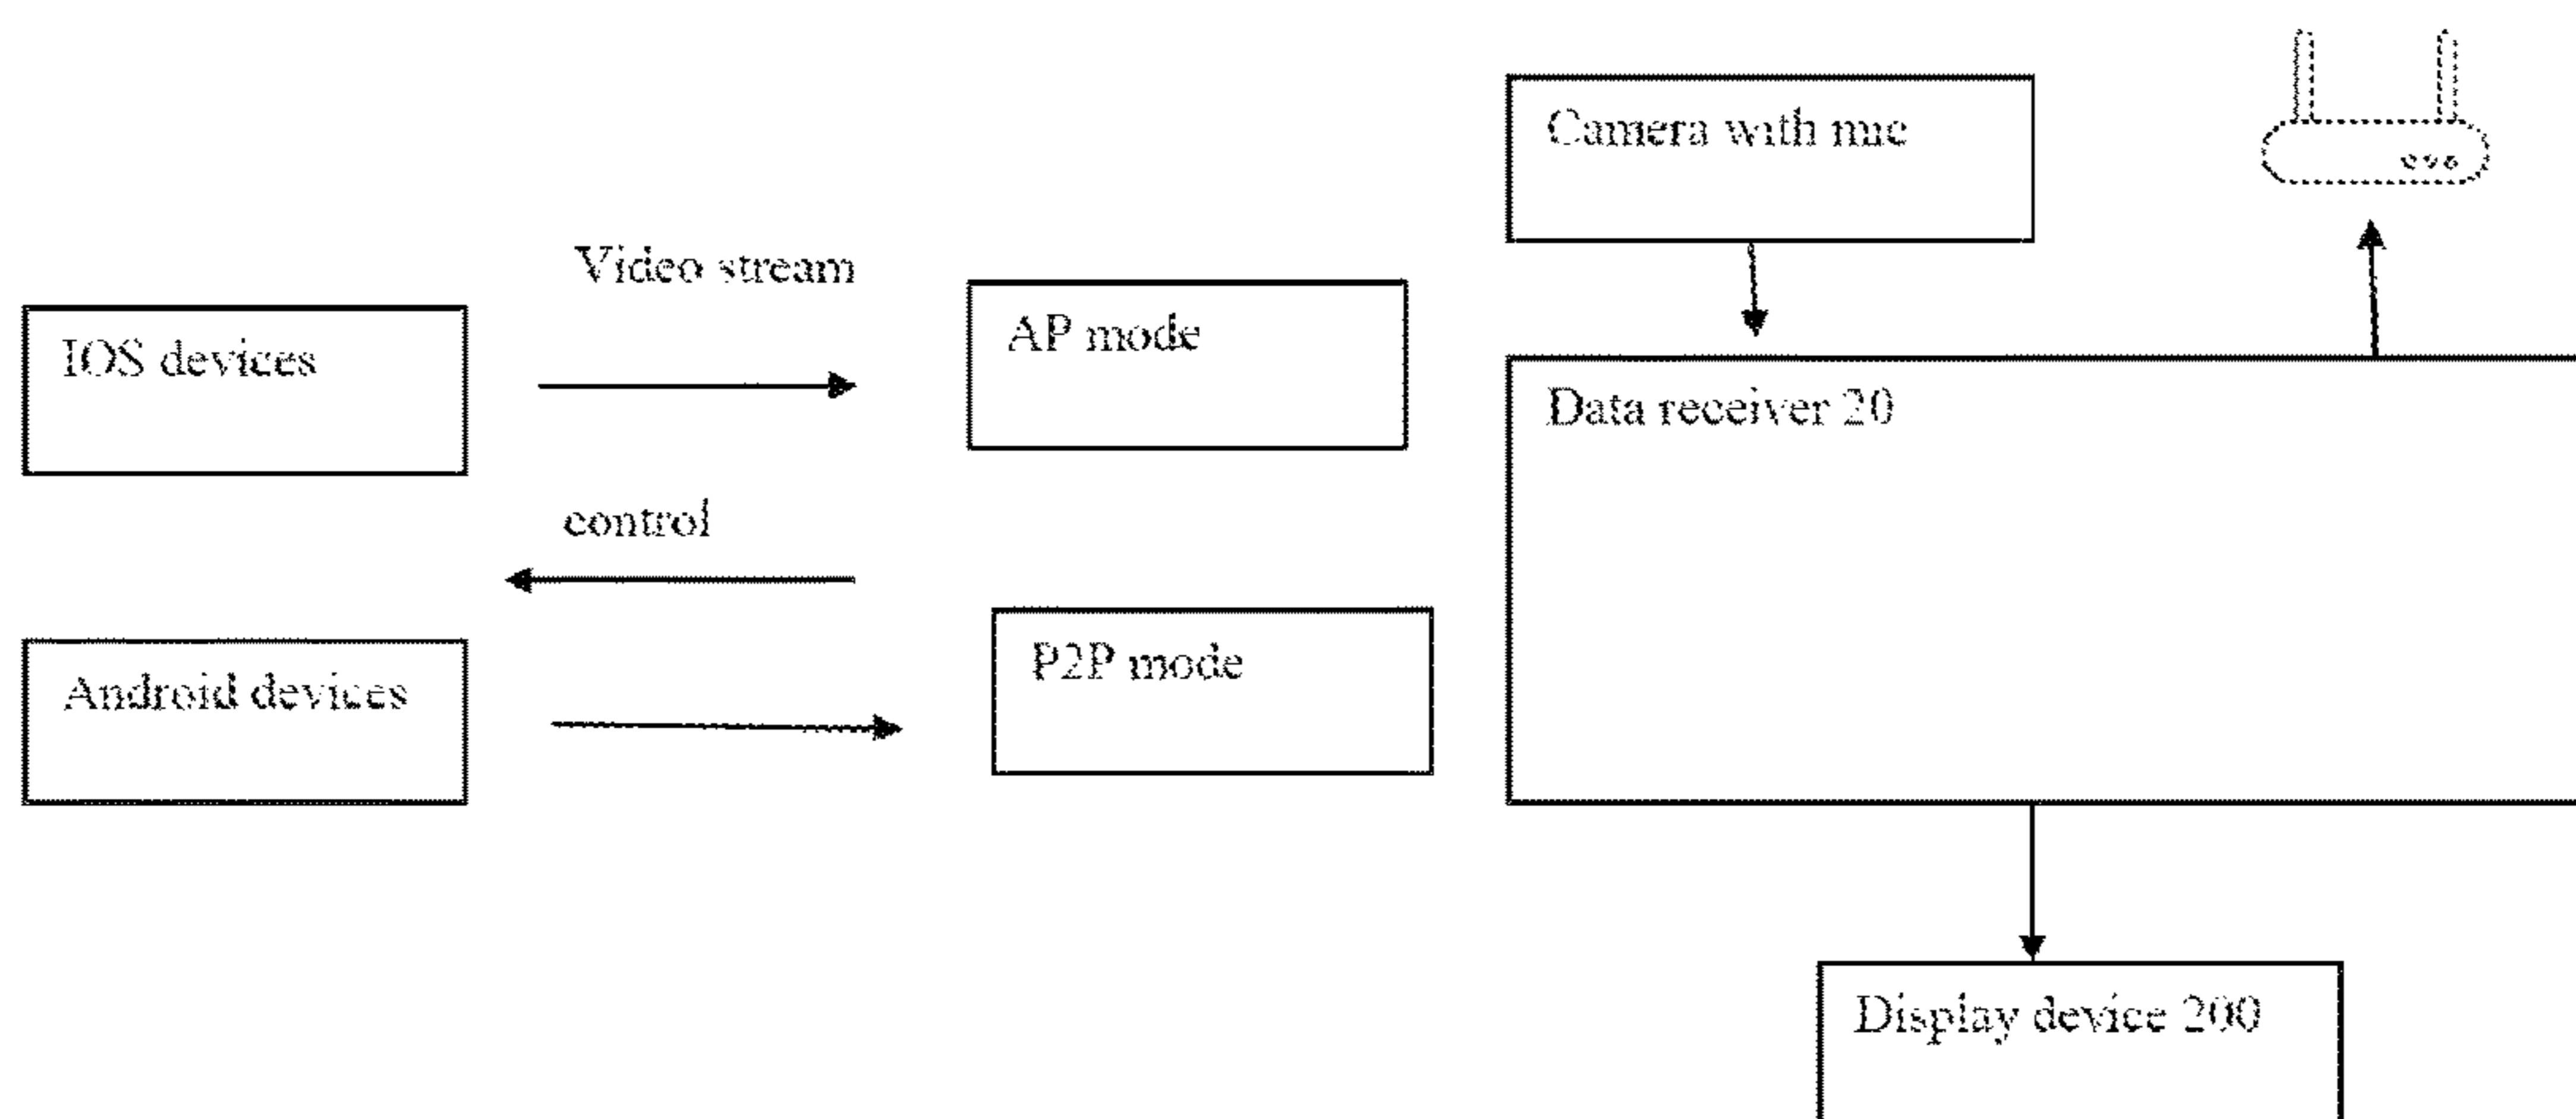 Camera with mic
Video stream
AP mode
IOS devices
Data receiver 20
control
P2P mode
Android devices
Display device 200